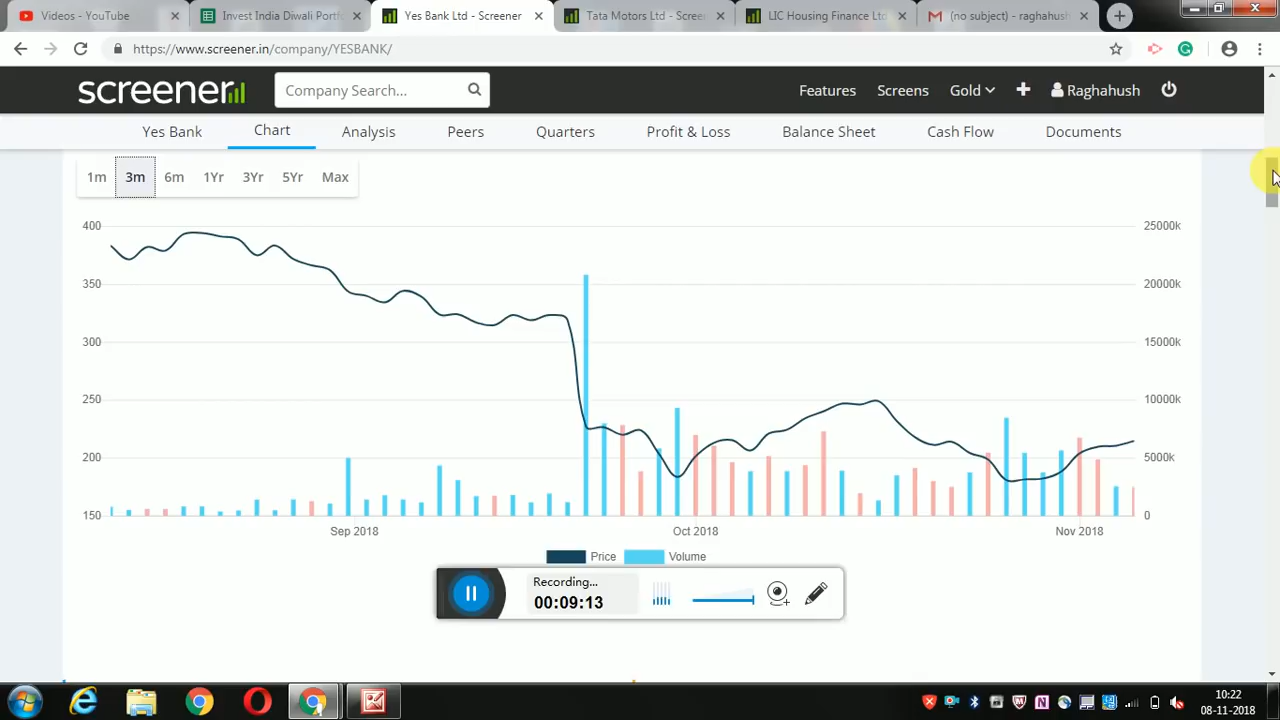 Videos - YouTube
Invest India Diwali Portfo
Yes Bank Ltd - Screener
Tata Motors Ltd - Screener
LIC Housing Finance Ltd
(no subject) - raghahush
https://www.screener.in/company/YESBANK/
screener
Company Search...
Features
Screens
Gold
Raghahush
Yes Bank
Chart
Analysis
Peers
Quarters
Profit & Loss
Balance Sheet
Cash Flow
Documents
1m 3m 6m 1Yr 3Yr 5Yr Max
400 25000k
350 20000k
300 15000k
250 10000k
200 5000k
150 0
Sep 2018 Oct 2018 Nov 2018
Price Volume
Recording...
00:09:13
10:22
08-11-2018